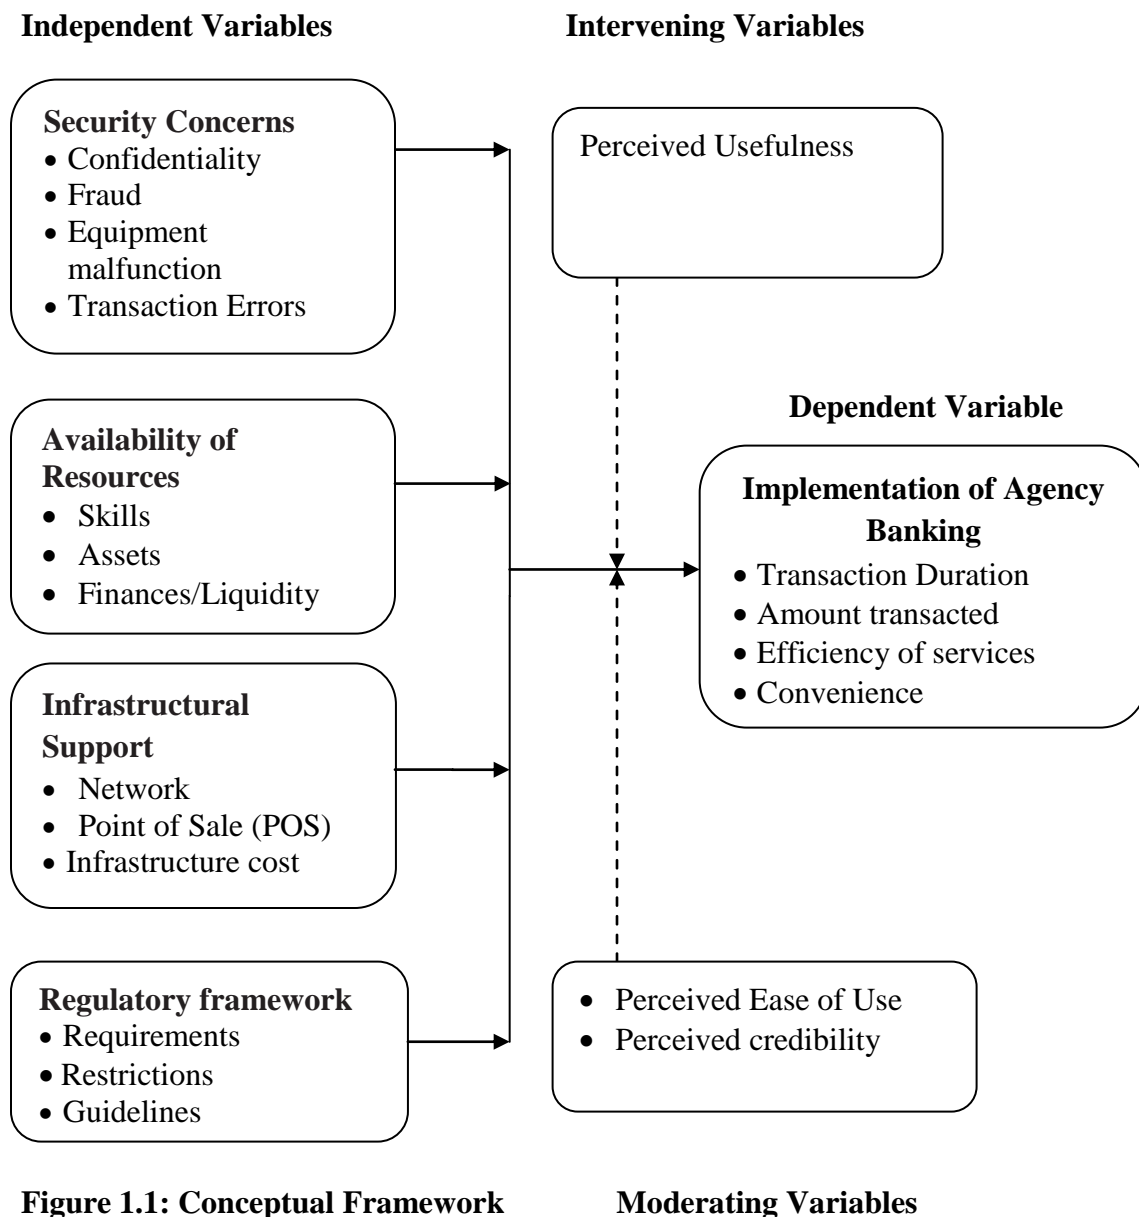 Independent Variables
Intervening Variables
Security Concerns
• Confidentiality
• Fraud
• Equipment
malfunction
• Transaction Errors
Perceived Usefulness
Availability of
Resources
• Skills
• Assets
• Finances/Liquidity
Dependent Variable
Implementation of Agency
Banking
• Transaction Duration
• Amount transacted
• Efficiency of services
• Convenience
Infrastructural
Support
• Network
• Point of Sale (POS)
• Infrastructure cost
Regulatory framework
• Requirements
• Restrictions
• Guidelines
• Perceived Ease of Use
• Perceived credibility
Figure 1.1: Conceptual Framework
Moderating Variables